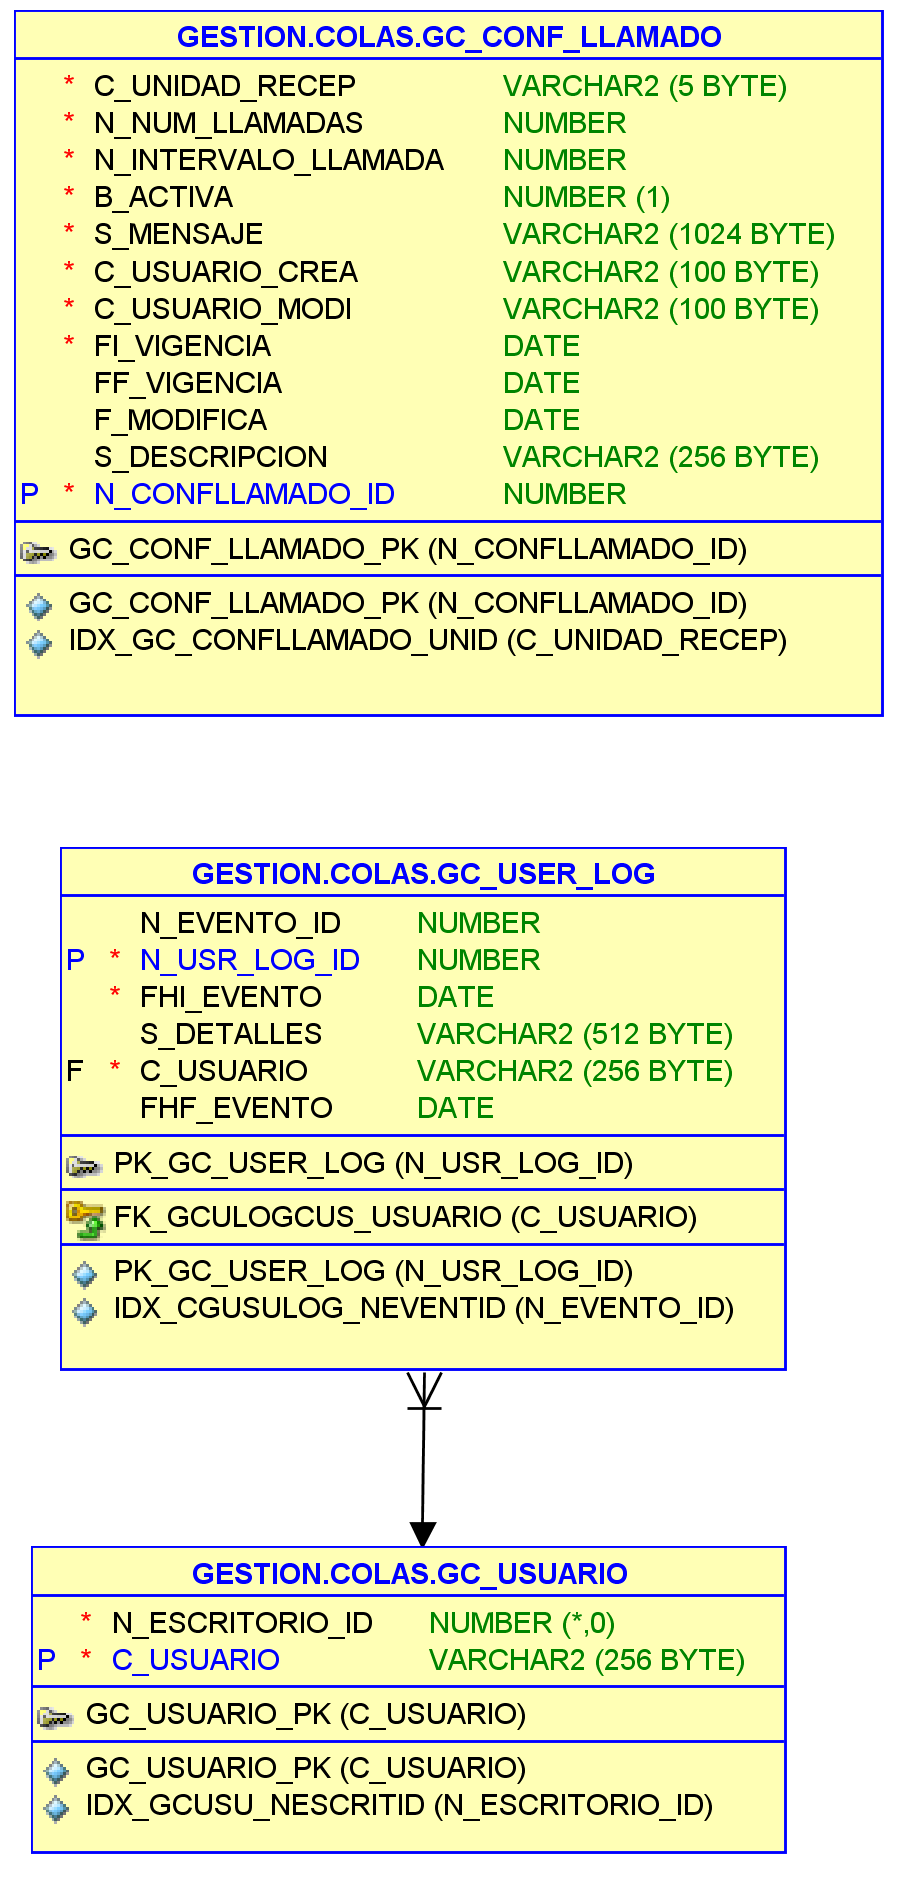 GESTION.COLAS.GC_CONF_LLAMADO
* C_UNIDAD_RECEP VARCHAR2 (5 BYTE)
* N_NUM_LLAMADAS NUMBER
* N_INTERVALO_LLAMADA NUMBER
* B_ACTIVA NUMBER (1)
* S_MENSAJE VARCHAR2 (1024 BYTE)
* C_USUARIO_CREA VARCHAR2 (100 BYTE)
* C_USUARIO_MODI VARCHAR2 (100 BYTE)
* FI_VIGENCIA DATE
FF_VIGENCIA DATE
F_MODIFICA DATE
S_DESCRIPCION VARCHAR2 (256 BYTE)
P * N_CONFLLAMADO_ID NUMBER
GC_CONF_LLAMADO_PK (N_CONFLLAMADO_ID)
GC_CONF_LLAMADO_PK (N_CONFLLAMADO_ID)
IDX_GC_CONFLLAMADO_UNID (C_UNIDAD_RECEP)
GESTION.COLAS.GC_USER_LOG
N_EVENTO_ID NUMBER
P * N_USR_LOG_ID NUMBER
* FHI_EVENTO DATE
S_DETALLES VARCHAR2 (512 BYTE)
F * C_USUARIO VARCHAR2 (256 BYTE)
FHF_EVENTO DATE
PK_GC_USER_LOG (N_USR_LOG_ID)
FK_GCULOGCUS_USUARIO (C_USUARIO)
PK_GC_USER_LOG (N_USR_LOG_ID)
IDX_CGUSULOG_NEVENTID (N_EVENTO_ID)
GESTION.COLAS.GC_USUARIO
* N_ESCRITORIO_ID NUMBER (*,0)
P * C_USUARIO VARCHAR2 (256 BYTE)
GC_USUARIO_PK (C_USUARIO)
GC_USUARIO_PK (C_USUARIO)
IDX_GCUSU_NESCRITID (N_ESCRITORIO_ID)